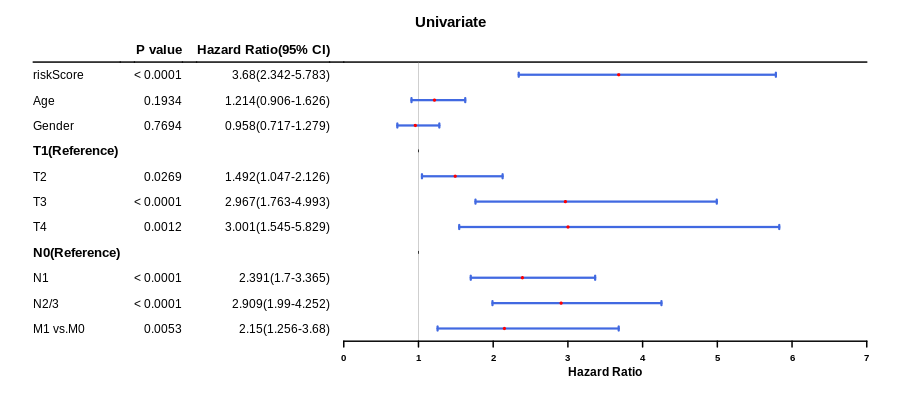 Univariate
P value Hazard Ratio(95% CI)
riskScore < 0.0001 3.68(2.342-5.783)
Age 0.1934 1.214(0.906-1.626)
Gender 0.7694 0.958(0.717-1.279)
T1(Reference)
T2 0.0269 1.492(1.047-2.126)
T3 < 0.0001 2.967(1.763-4.993)
T4 0.0012 3.001(1.545-5.829)
N0(Reference)
N1 < 0.0001 2.391(1.7-3.365)
N2/3 < 0.0001 2.909(1.99-4.252)
M1 vs.M0 0.0053 2.15(1.256-3.68)
0 1 2 3 4 5 6 7
Hazard Ratio